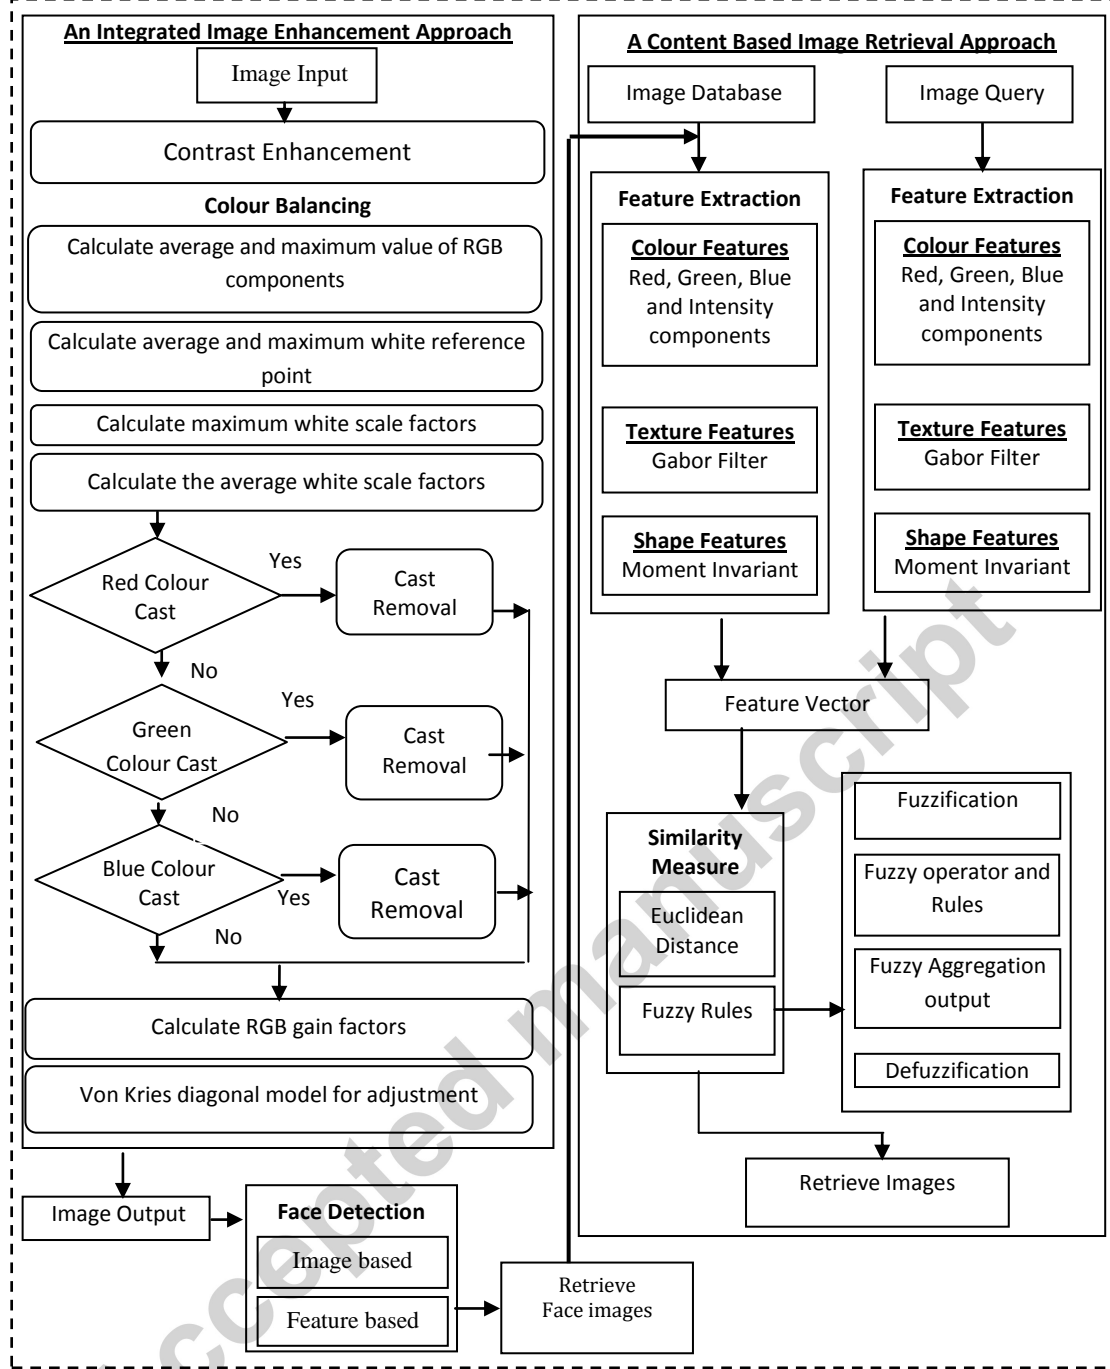 An Integrated Image Enhancement Approach
Image Input
Contrast Enhancement
Colour Balancing
Calculate average and maximum value of RGB
components
Calculate average and maximum white reference
point
Calculate maximum white scale factors
Calculate the average white scale factors
Red Colour
Cast
Yes
Cast
Removal
No
Green
Colour Cast
Yes
Cast
Removal
No
Blue Colour
Cast
Yes
Cast
Removal
No
Calculate RGB gain factors
Von Kries diagonal model for adjustment
Image Output
Face Detection
Image based
Feature based
Retrieve
Face images
A Content Based Image Retrieval Approach
Image Database
Image Query
Feature Extraction
Colour Features
Red, Green, Blue
and Intensity
components
Texture Features
Gabor Filter
Shape Features
Moment Invariant
Feature Extraction
Colour Features
Red, Green, Blue
and Intensity
components
Texture Features
Gabor Filter
Shape Features
Moment Invariant
Feature Vector
Similarity
Measure
Euclidean
Distance
Fuzzy Rules
Fuzzification
Fuzzy operator and
Rules
Fuzzy Aggregation
output
Defuzzification
Retrieve Images
ccepted manuscript